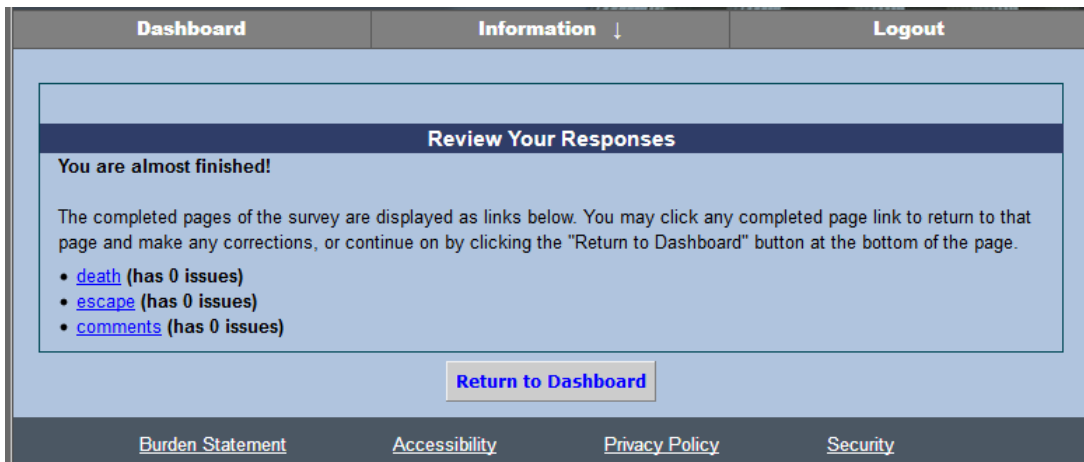 Dashboard Information ↓ Logout
Review Your Responses
You are almost finished!
The completed pages of the survey are displayed as links below. You may click any completed page link to return to that
page and make any corrections, or continue on by clicking the "Return to Dashboard" button at the bottom of the page.
• death (has 0 issues)
• escape (has 0 issues)
• comments (has 0 issues)
Return to Dashboard
Burden Statement Accessibility Privacy Policy Security